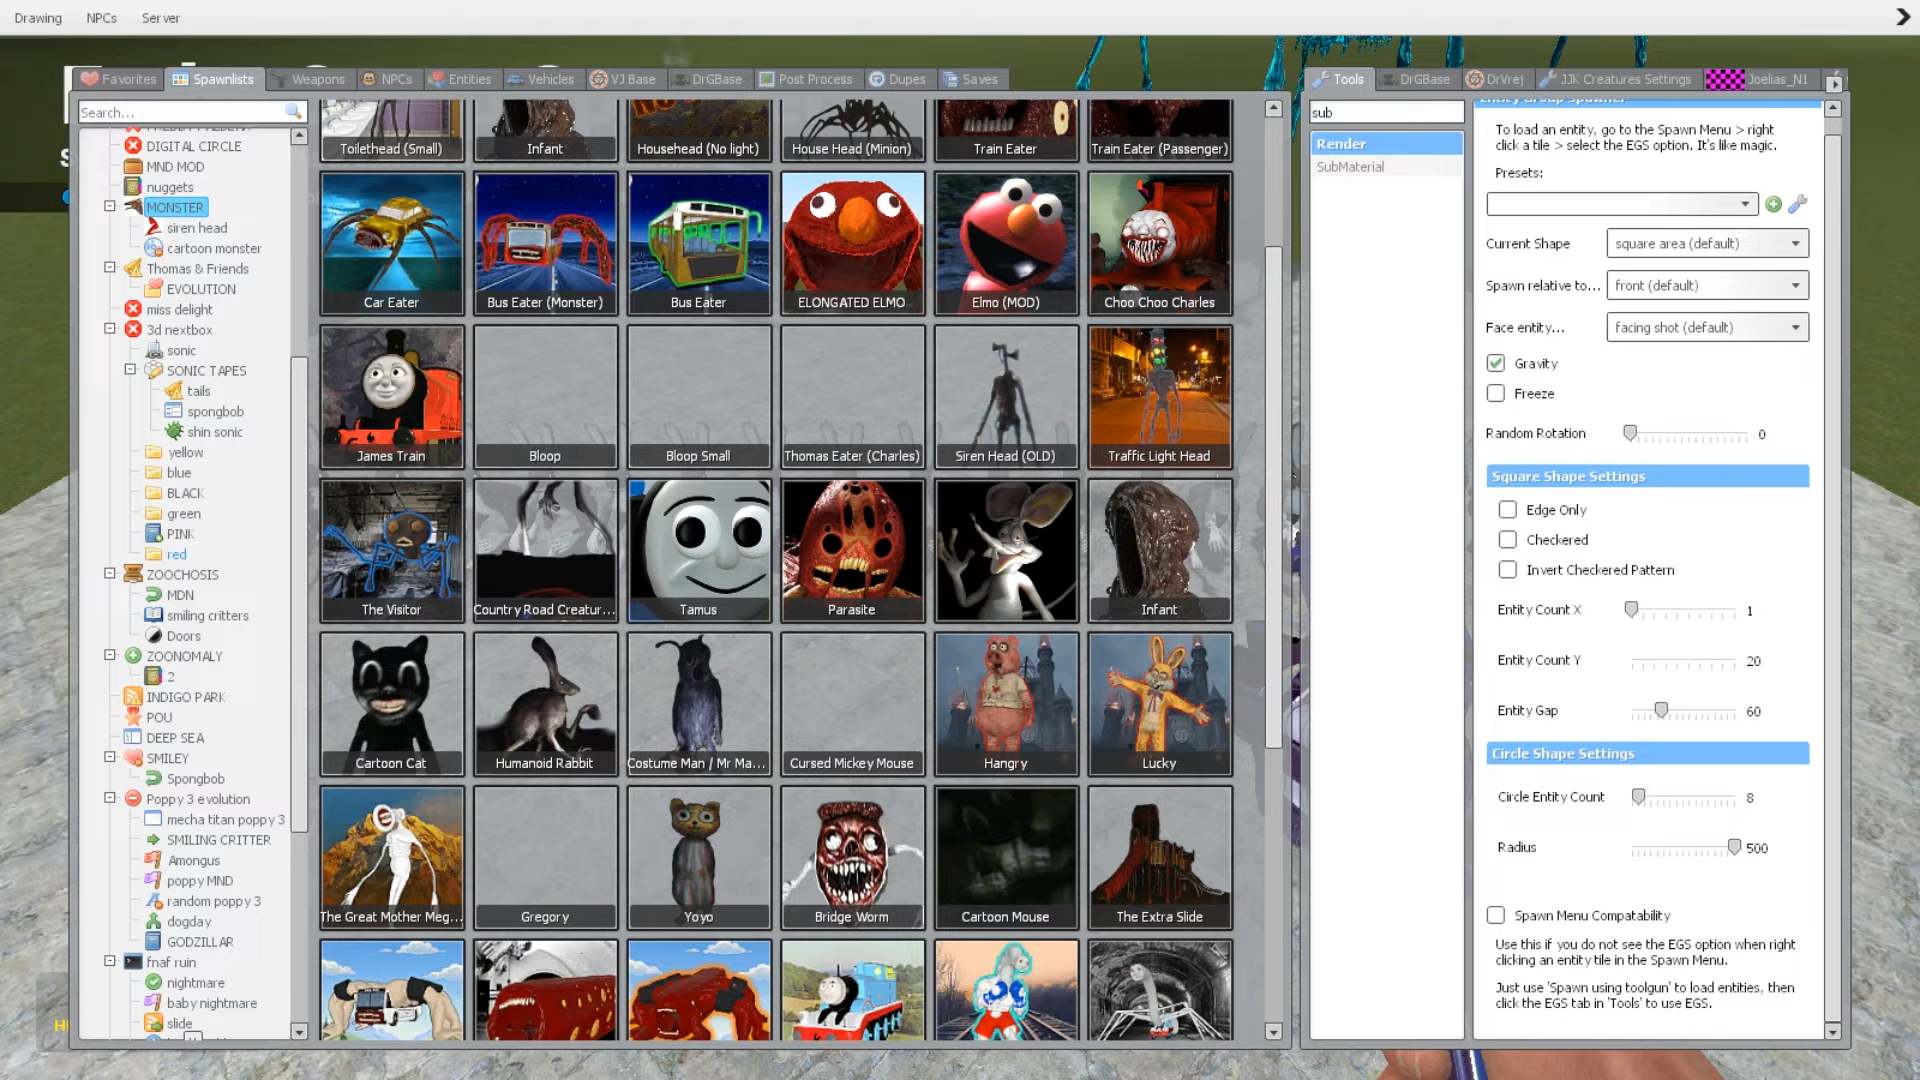 Drawing NPCs Server
Favorites Spawnlists Weapons NPCs Entities Vehicles VJ Base DrGBase Post Process Dupes Saves
Search...
DIGITAL CIRCLE
MND MOD
nuggets
MONSTER
siren head
cartoon monster
Thomas & Friends
EVOLUTION
miss delight
3d nextbox
sonic
SONIC TAPES
tails
spongbob
shin sonic
yellow
blue
BLACK
green
PINK
red
ZOOCHOSIS
MDN
smiling critters
Doors
ZOONOMALY
2
INDIGO PARK
POU
DEEP SEA
SMILEY
Spongbob
Poppy 3 evolution
mecha titan poppy 3
SMILING CRITTER
Amongus
poppy MND
random poppy 3
dogday
GODZILLAR
fnaf ruin
nightmare
baby nightmare
slide
Toilethead (Small) Infant Househead (No light) House Head (Minion) Train Eater Train Eater (Passenger)
Car Eater Bus Eater (Monster) Bus Eater ELONGATED ELMO Elmo (MOD) Choo Choo Charles
James Train Bloop Bloop Small Thomas Eater (Charles) Siren Head (OLD) Traffic Light Head
The Visitor Country Road Creatur... Tamus Parasite Infant
Cartoon Cat Humanoid Rabbit Costume Man / Mr Ma... Cursed Mickey Mouse Hangry Lucky
The Great Mother Meg... Gregory Yoyo Bridge Worm Cartoon Mouse The Extra Slide
Tools DrGBase DrVrej JJK Creatures Settings Joelias_N1
sub
Render
SubMaterial
Entity Group Spawner
To load an entity, go to the Spawn Menu > right
click a tile > select the EGS option. It's like magic.
Presets:
Current Shape square area (default)
Spawn relative to... front (default)
Face entity... facing shot (default)
Gravity
Freeze
Random Rotation 0
Square Shape Settings
Edge Only
Checkered
Invert Checkered Pattern
Entity Count X 1
Entity Count Y 20
Entity Gap 60
Circle Shape Settings
Circle Entity Count 8
Radius 500
Spawn Menu Compatability
Use this if you do not see the EGS option when right
clicking an entity tile in the Spawn Menu.
Just use 'Spawn using toolgun' to load entities, then
click the EGS tab in 'Tools' to use EGS.